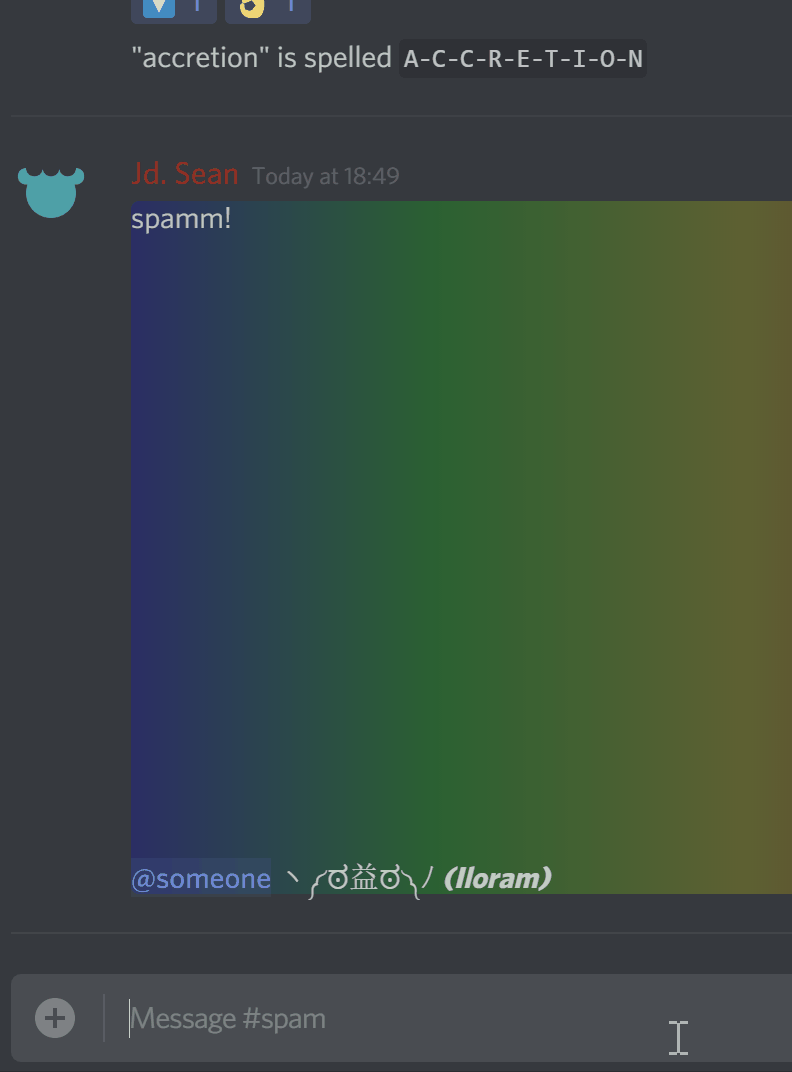 1 1
"accretion" is spelled A-C-C-R-E-T-I-O-N
Jd. Sean Today at 18:49
spamm!
@someone ヽ༼ಠ益ಠ༽ﾉ (lloram)
Message #spam